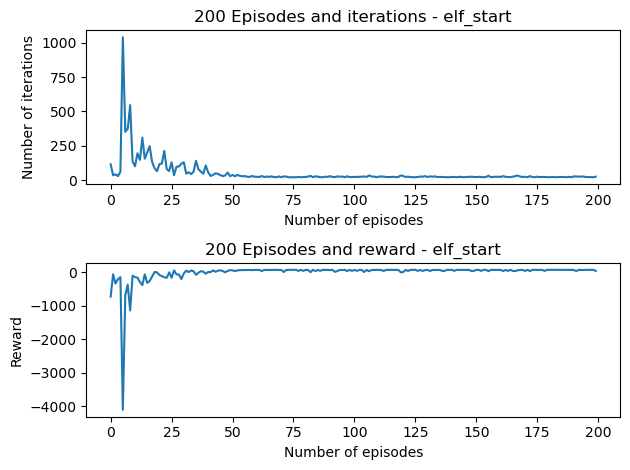 200 Episodes and iterations - elf_start
Number of iterations
1000
750
500
250
0
0 25 50 75 100 125 150 175 200
Number of episodes
200 Episodes and reward - elf_start
Reward
0
−1000
−2000
−3000
−4000
0 25 50 75 100 125 150 175 200
Number of episodes